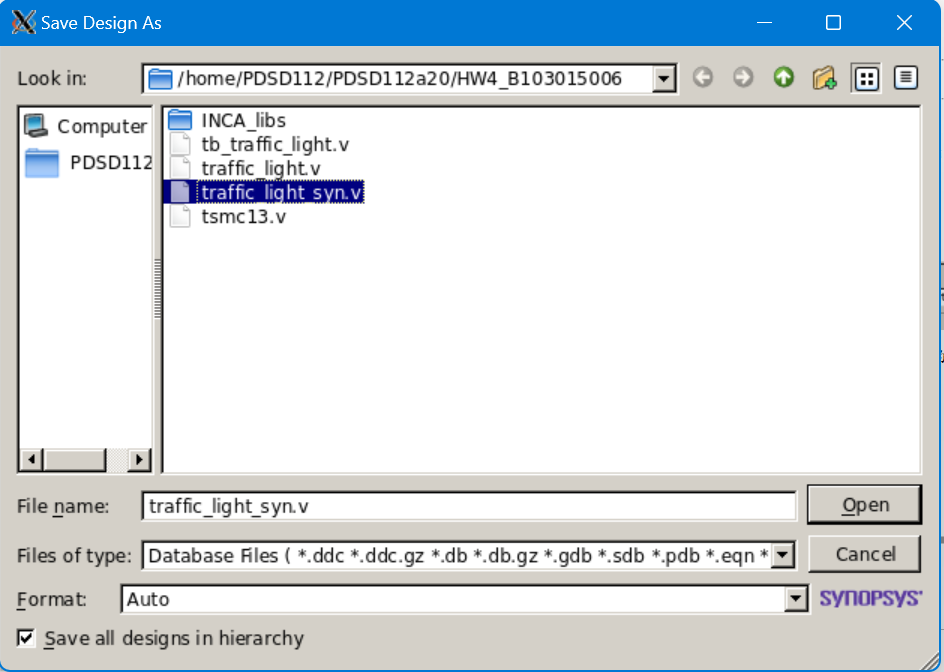 Save Design As
Look in: /home/PDSD112/PDSD112a20/HW4_B103015006
Computer
PDSD112
INCA_libs
tb_traffic_light.v
traffic_light.v
traffic_light_syn.v
tsmc13.v
File name: traffic_light_syn.v Open
Files of type: Database Files ( *.ddc *.ddc.gz *.db *.db.gz *.gdb *.sdb *.pdb *.eqn * Cancel
Format: Auto SYNOPSYS
Save all designs in hierarchy